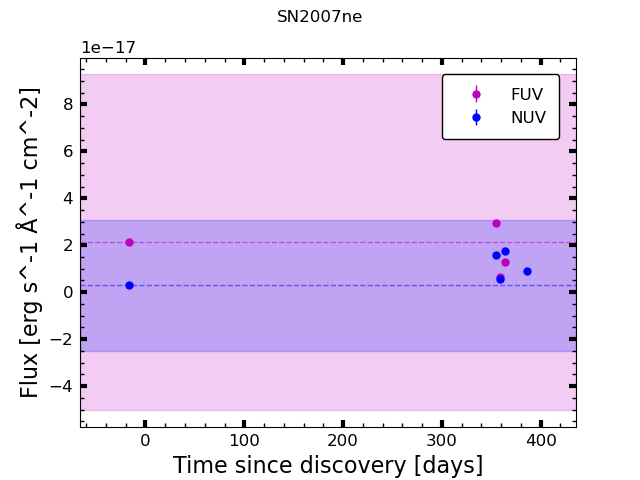 SN2007ne
1e−17
8
6
4
2
0
−2
−4
Flux [erg s^-1 Å^-1 cm^-2]
FUV
NUV
0 100 200 300 400
Time since discovery [days]